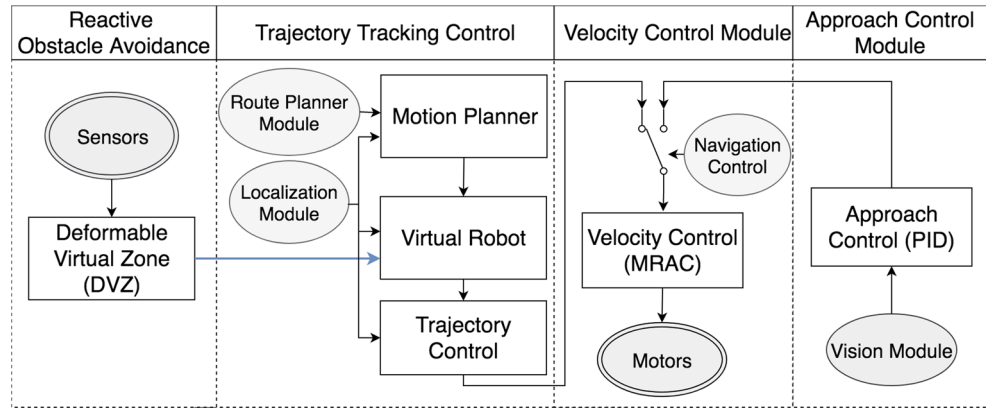 Reactive
Obstacle Avoidance
Trajectory Tracking Control
Velocity Control Module
Approach Control
Module
Sensors
Deformable
Virtual Zone
(DVZ)
Route Planner
Module
Localization
Module
Motion Planner
Virtual Robot
Trajectory
Control
Navigation
Control
Velocity Control
(MRAC)
Motors
Approach
Control (PID)
Vision Module